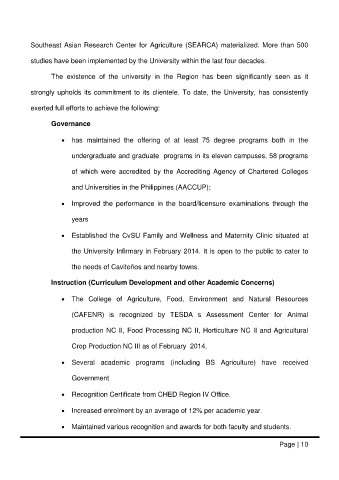 Southeast Asian Research Center for Agriculture (SEARCA) materialized. More than 500
studies have been implemented by the University within the last four decades.
The existence of the university in the Region has been significantly seen as it
strongly upholds its commitment to its clientele. To date, the University, has consistently
exerted full efforts to achieve the following:
Governance
• has maintained the offering of at least 75 degree programs both in the
undergraduate and graduate programs in its eleven campuses, 58 programs
of which were accredited by the Accrediting Agency of Chartered Colleges
and Universities in the Philippines (AACCUP);
• Improved the performance in the board/licensure examinations through the
years
• Established the CvSU Family and Wellness and Maternity Clinic situated at
the University Infirmary in February 2014. It is open to the public to cater to
the needs of Caviteños and nearby towns.
Instruction (Curriculum Development and other Academic Concerns)
• The College of Agriculture, Food, Environment and Natural Resources
(CAFENR) is recognized by TESDA s Assessment Center for Animal
production NC II, Food Processing NC II, Horticulture NC II and Agricultural
Crop Production NC III as of February 2014.
• Several academic programs (including BS Agriculture) have received
Government
• Recognition Certificate from CHED Region IV Office.
• Increased enrolment by an average of 12% per academic year.
• Maintained various recognition and awards for both faculty and students.
Page | 10